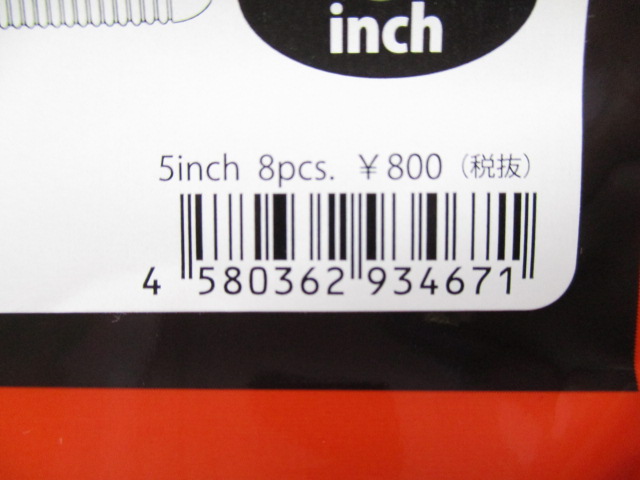 inch
5inch 8pcs. ¥800（税抜）
4 580362 934671